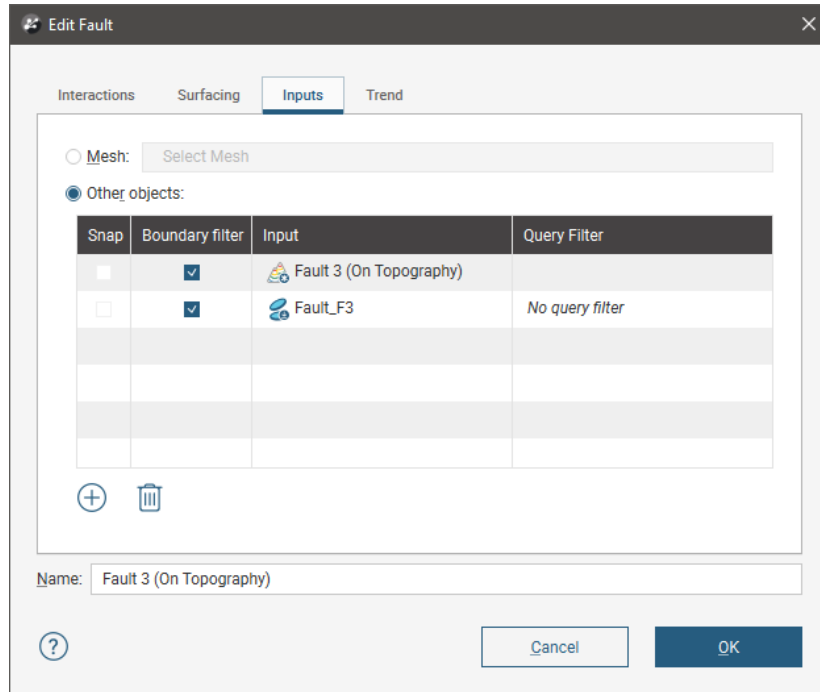 Edit Fault
Interactions Surfacing Inputs Trend
Mesh: Select Mesh
Other objects:
Snap Boundary filter Input Query Filter
Fault 3 (On Topography)
Fault_F3 No query filter
Name: Fault 3 (On Topography)
? Cancel OK